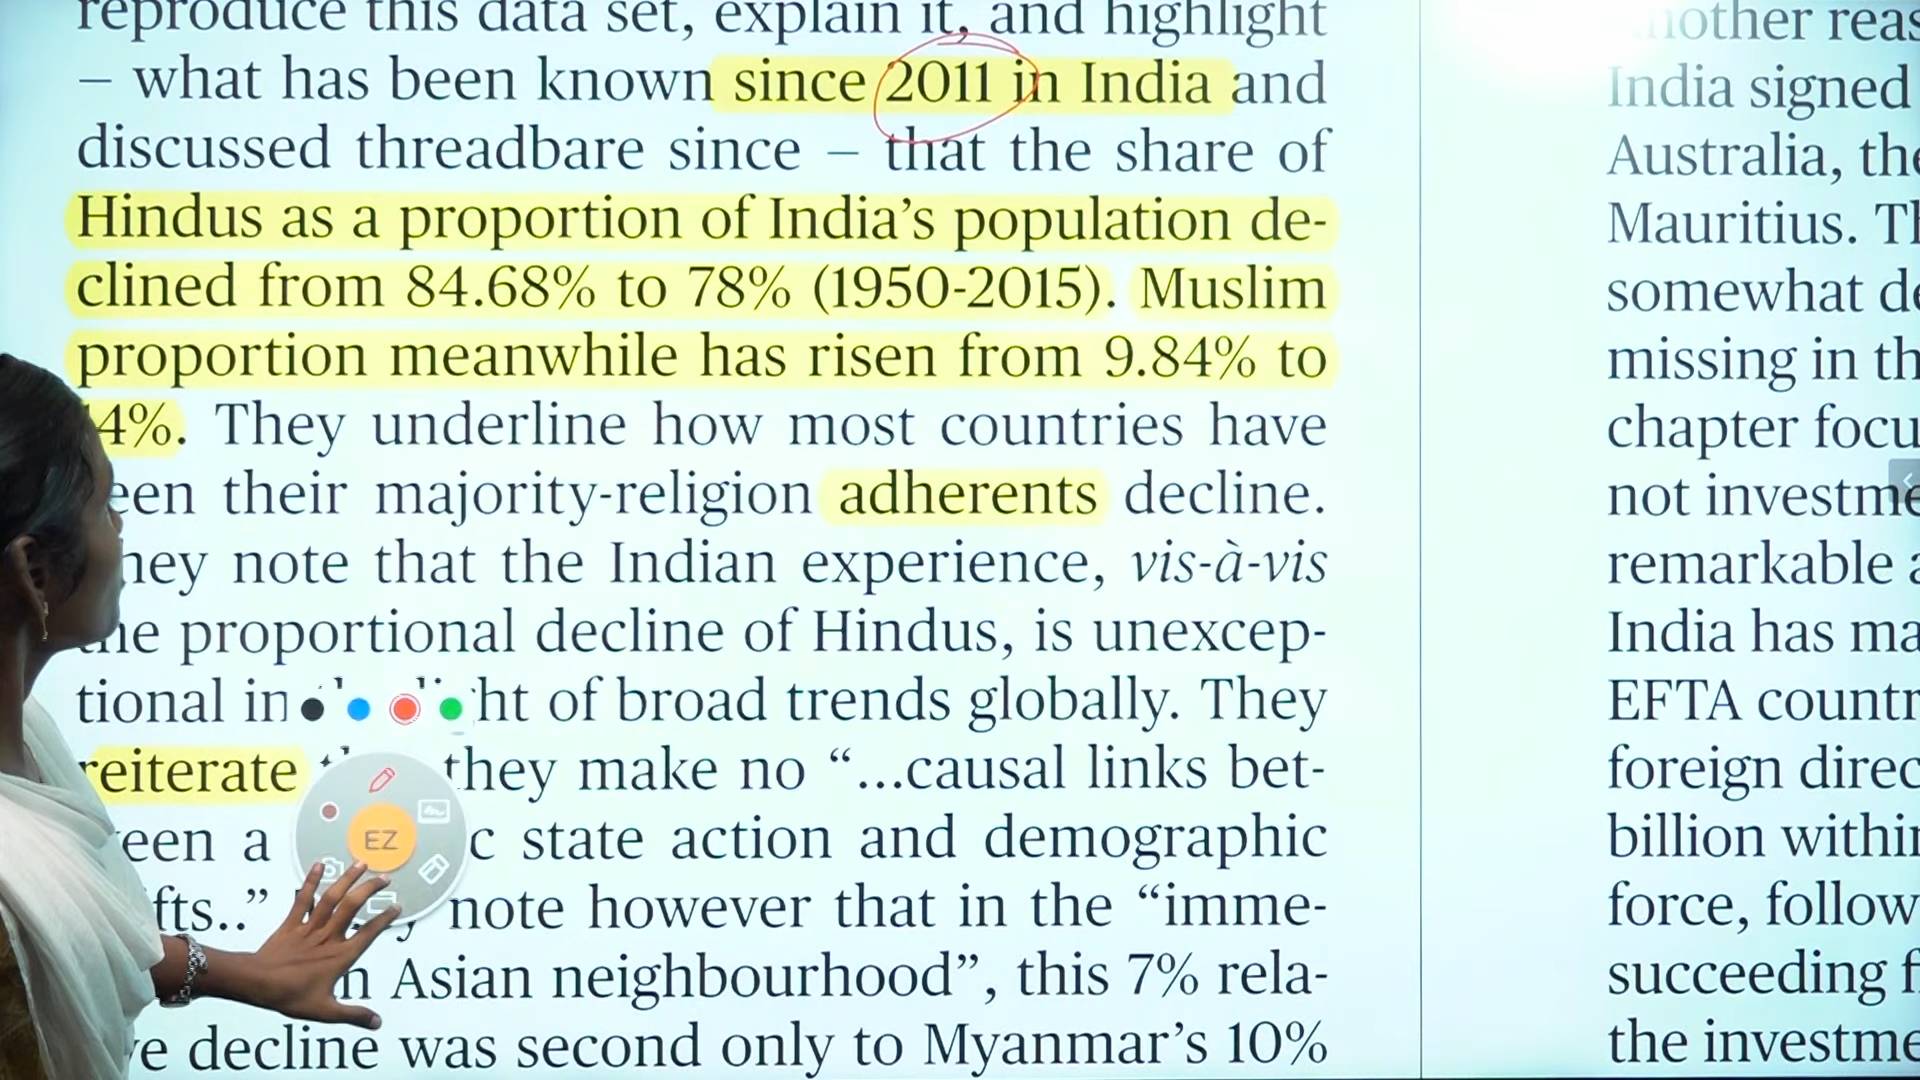 reproduce this data set, explain it, and highlight
– what has been known since 2011 in India and
discussed threadbare since – that the share of
Hindus as a proportion of India’s population de-
clined from 84.68% to 78% (1950-2015). Muslim
proportion meanwhile has risen from 9.84% to
4%. They underline how most countries have
een their majority-religion adherents decline.
hey note that the Indian experience, vis-à-vis
he proportional decline of Hindus, is unexcep-
tional in ht of broad trends globally. They
reiterate they make no “...causal links bet-
een a c state action and demographic
fts..” note however that in the “imme-
n Asian neighbourhood”, this 7% rela-
e decline was second only to Myanmar’s 10%
EZ
nother reas
India signed
Australia, the
Mauritius. Th
somewhat de
missing in th
chapter focu
not investme
remarkable a
India has ma
EFTA countr
foreign direc
billion within
force, follow
succeeding f
the investme